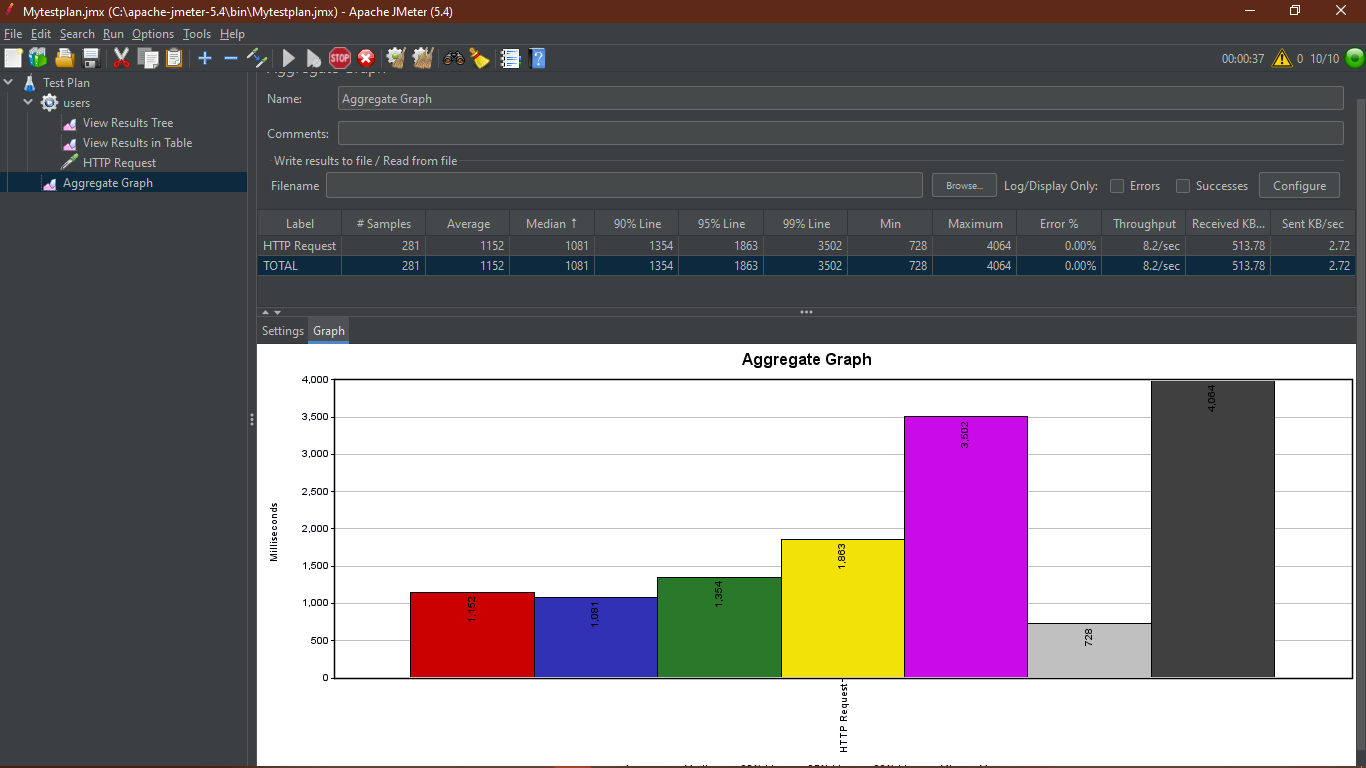 Mytestplan.jmx (C:\apache-jmeter-5.4\bin\Mytestplan.jmx) - Apache JMeter (5.4)
File Edit Search Run Options Tools Help
STOP
00:00:37 0 10/10
Test Plan
users
View Results Tree
View Results in Table
HTTP Request
Aggregate Graph
Aggregate Graph
Name: Aggregate Graph
Comments:
Write results to file / Read from file
Filename Browse... Log/Display Only: Errors Successes Configure
Label # Samples Average Median ↑ 90% Line 95% Line 99% Line Min Maximum Error % Throughput Received KB... Sent KB/sec
HTTP Request 281 1152 1081 1354 1863 3502 728 4064 0.00% 8.2/sec 513.78 2.72
TOTAL 281 1152 1081 1354 1863 3502 728 4064 0.00% 8.2/sec 513.78 2.72
Settings Graph
Aggregate Graph
Milliseconds
4,000
3,500
3,000
2,500
2,000
1,500
1,000
500
0
1,152
1,081
1,354
1,863
3,502
728
4,064
HTTP Request